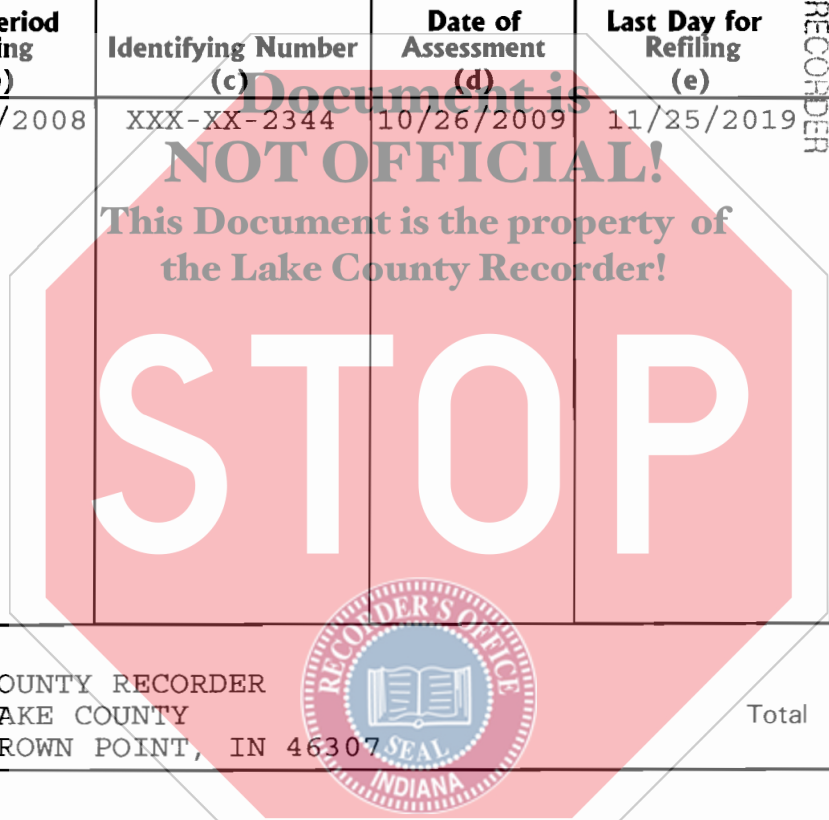 eriod
ing
)
Identifying Number
(c)
Date of
Assessment
(d)
Last Day for
Refiling
(e)
RECORDER
/2008 XXX-XX-2344 10/26/2009 11/25/2019
Document is
NOT OFFICIAL!
This Document is the property of
the Lake County Recorder!
STOP
OUNTY RECORDER
AKE COUNTY
ROWN POINT, IN 46307
Total
RECORDER'S OFFICE
SEAL
INDIANA